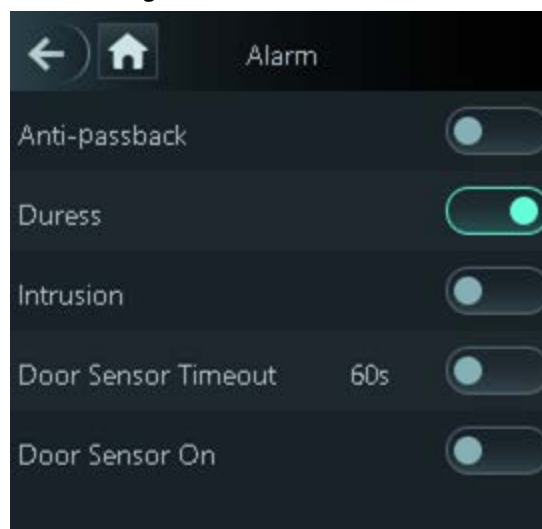 Alarm
Anti-passback
Duress
Intrusion
Door Sensor Timeout 60s
Door Sensor On